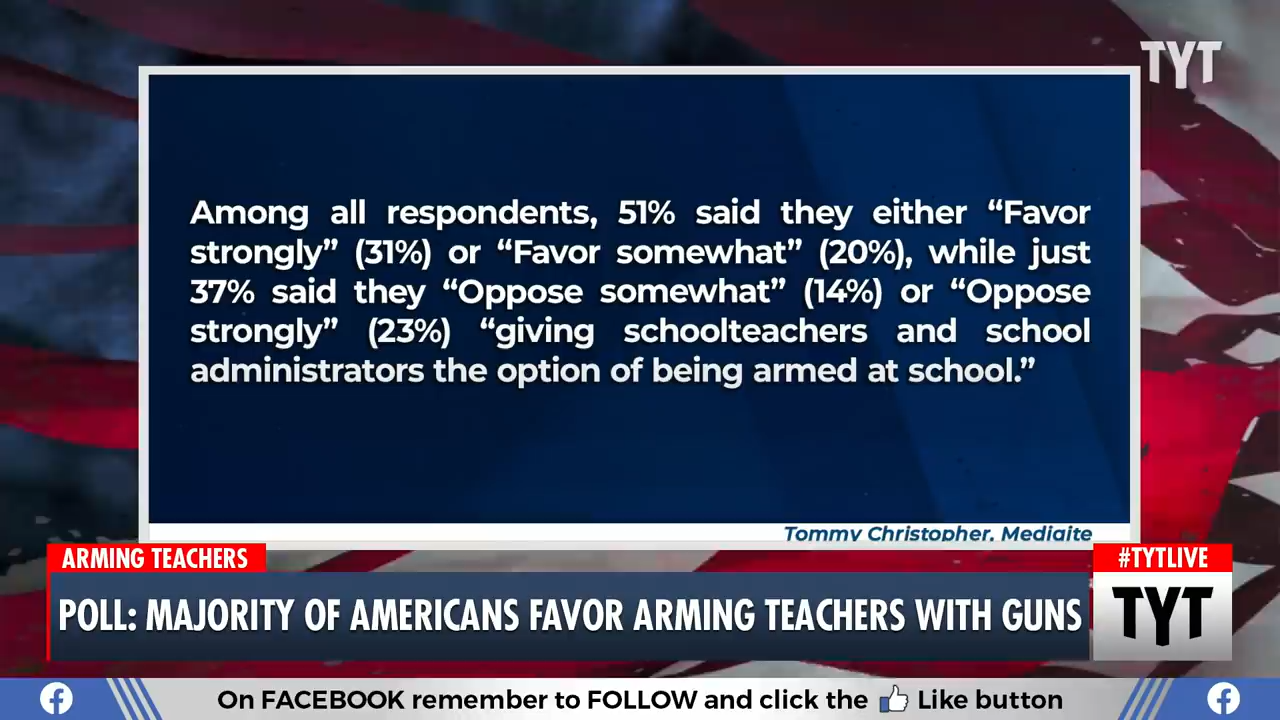 TYT
Among all respondents, 51% said they either “Favor
strongly” (31%) or “Favor somewhat” (20%), while just
37% said they “Oppose somewhat” (14%) or “Oppose
strongly” (23%) “giving schoolteachers and school
administrators the option of being armed at school.”
Tommy Christopher, Mediaite
ARMING TEACHERS
#TYTLIVE
POLL: MAJORITY OF AMERICANS FAVOR ARMING TEACHERS WITH GUNS
TYT
On FACEBOOK remember to FOLLOW and click the Like button